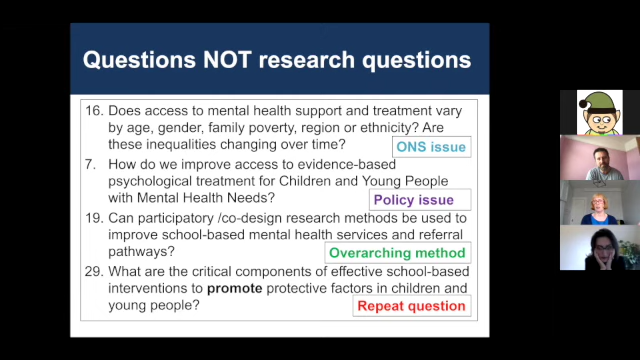 Questions NOT research questions
16. Does access to mental health support and treatment vary
by age, gender, family poverty, region or ethnicity? Are
these inequalities changing over time?
ONS issue
7. How do we improve access to evidence-based
psychological treatment for Children and Young People
with Mental Health Needs?
Policy issue
19. Can participatory /co-design research methods be used to
improve school-based mental health services and referral
pathways?
Overarching method
29. What are the critical components of effective school-based
interventions to promote protective factors in children and
young people?
Repeat question